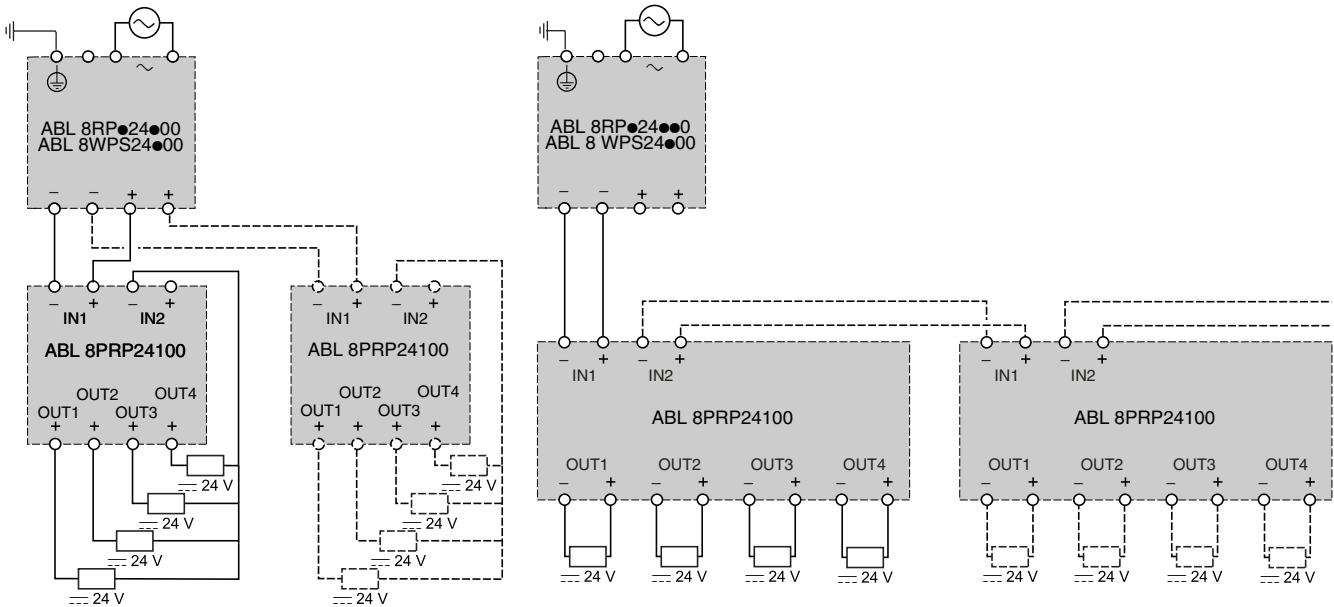 ∼
ABL 8RP●24●00
ABL 8WPS24●00
– – + +
– + – +
IN1 IN2
ABL 8PRP24100
OUT2 OUT4
OUT1 OUT3
+ + + +
⎓ 24 V
⎓ 24 V
⎓ 24 V
⎓ 24 V
– + – +
IN1 IN2
ABL 8PRP24100
OUT4
OUT2
OUT1 OUT3
+ + + +
⎓ 24 V
⎓ 24 V
⎓ 24 V
⎓ 24 V
∼
ABL 8RP●24●●0
ABL 8 WPS24●00
– – + +
– + – +
IN1 IN2
ABL 8PRP24100
OUT1 OUT2 OUT3 OUT4
– + – + – + – +
⎓ 24 V ⎓ 24 V ⎓ 24 V ⎓ 24 V
– + – +
IN1 IN2
ABL 8PRP24100
OUT1 OUT2 OUT3 OUT4
– + – + – + – +
⎓ 24 V ⎓ 24 V ⎓ 24 V ⎓ 24 V